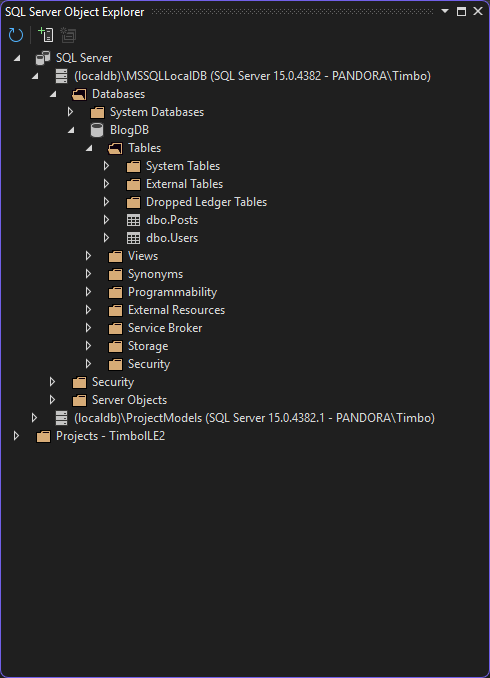 SQL Server Object Explorer
SQL Server
(localdb)\MSSQLLocalDB (SQL Server 15.0.4382 - PANDORA\Timbo)
Databases
System Databases
BlogDB
Tables
System Tables
External Tables
Dropped Ledger Tables
dbo.Posts
dbo.Users
Views
Synonyms
Programmability
External Resources
Service Broker
Storage
Security
Security
Server Objects
(localdb)\ProjectModels (SQL Server 15.0.4382.1 - PANDORA\Timbo)
Projects - TimboILE2